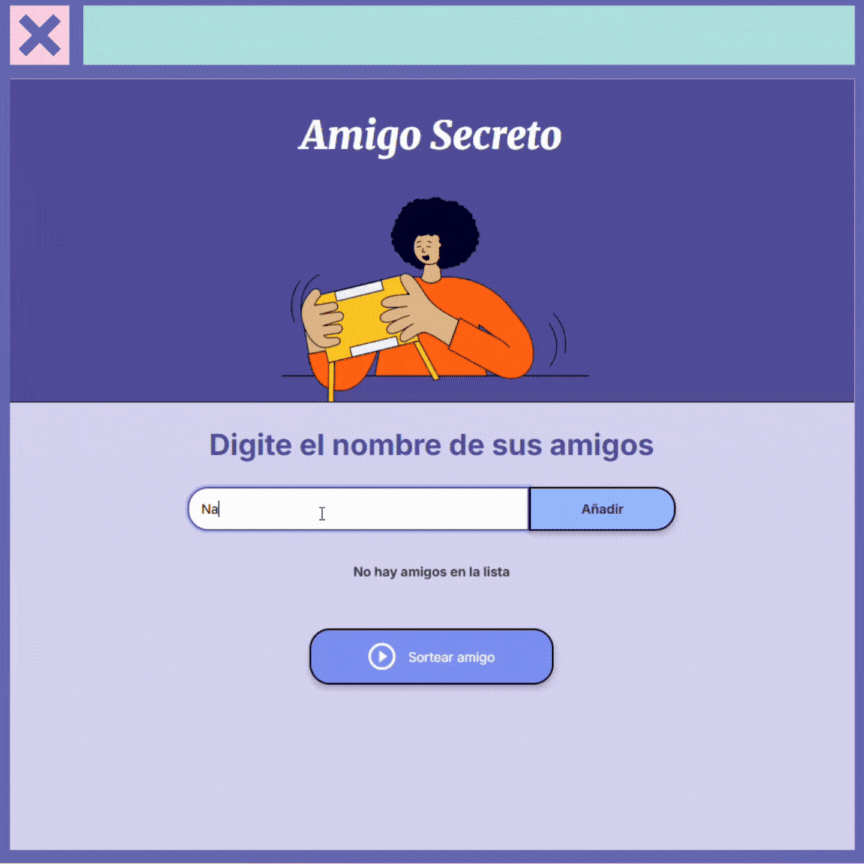 Amigo Secreto
Digite el nombre de sus amigos
Na
Añadir
No hay amigos en la lista
Sortear amigo